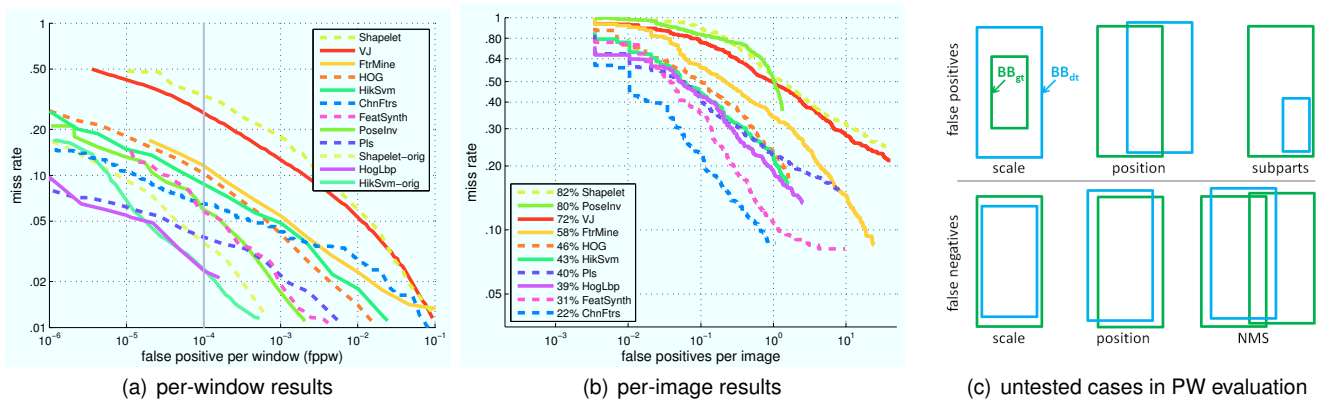 miss rate
1
.50
.20
.10
.05
.02
.01
Shapelet
VJ
FtrMine
HOG
HikSvm
ChnFtrs
FeatSynth
PoseInv
Pls
Shapelet-orig
HogLbp
HikSvm-orig
10^-6
10^-5
10^-4
10^-3
10^-2
10^-1
false positive per window (fppw)
(a) per-window results
miss rate
1
.80
.64
.50
.40
.30
.20
.10
.05
82% Shapelet
80% PoseInv
72% VJ
58% FtrMine
46% HOG
43% HikSvm
40% Pls
39% HogLbp
31% FeatSynth
22% ChnFtrs
10^-3
10^-2
10^-1
10^0
10^1
false positives per image
(b) per-image results
false positives
BBgt
BBdt
scale
position
subparts
false negatives
scale
position
NMS
(c) untested cases in PW evaluation